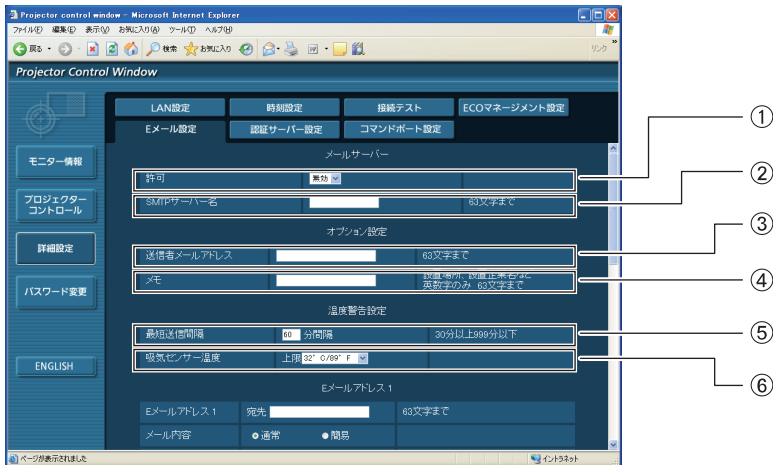 Projector control window - Microsoft Internet Explorer
ファイル(F) 編集(E) 表示(V) お気に入り(A) ツール(T) ヘルプ(H)
戻る 検索 お気に入り リンク »
Projector Control Window
LAN設定 時刻設定 接続テスト ECOマネージメント設定
Eメール設定 認証サーバー設定 コマンドポート設定
モニター情報
プロジェクター
コントロール
詳細設定
パスワード変更
ENGLISH
メールサーバー
許可 無効
①
SMTPサーバー名 63文字まで
②
オプション設定
送信者メールアドレス 63文字まで
③
メモ 設置場所、設置企業名など
英数字のみ 63文字まで
④
温度警告設定
最短送信間隔 60 分間隔 30分以上999分以下
⑤
吸気センサー温度 上限 32°C/89°F
⑥
Eメールアドレス 1
Eメールアドレス 1 宛先 63文字まで
メール内容 通常 簡易
ページが表示されました イントラネット